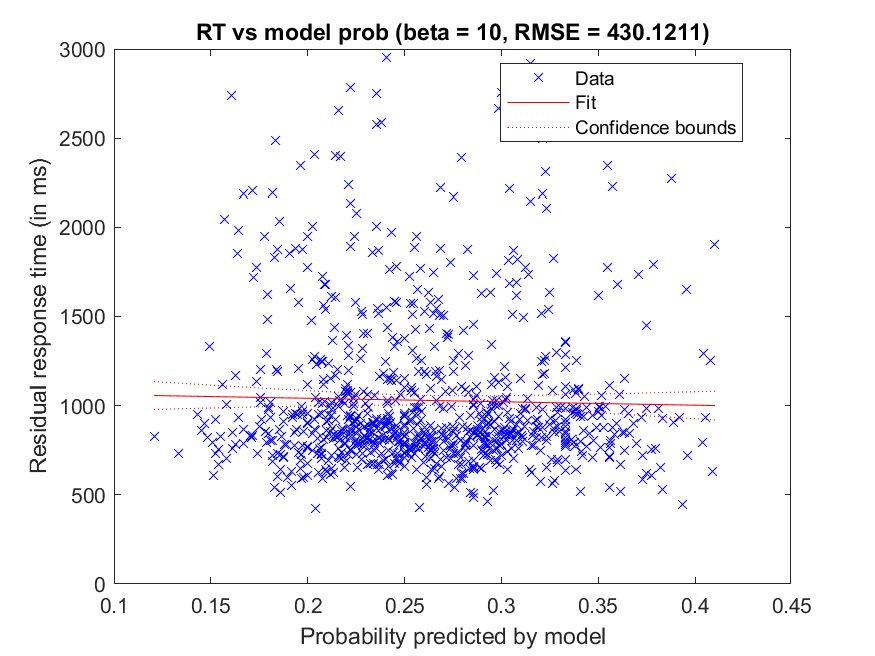 RT vs model prob (beta = 10, RMSE = 430.1211)
3000
2500
2000
1500
1000
500
0
Residual response time (in ms)
Data
Fit
Confidence bounds
0.1
0.15
0.2
0.25
0.3
0.35
0.4
0.45
Probability predicted by model